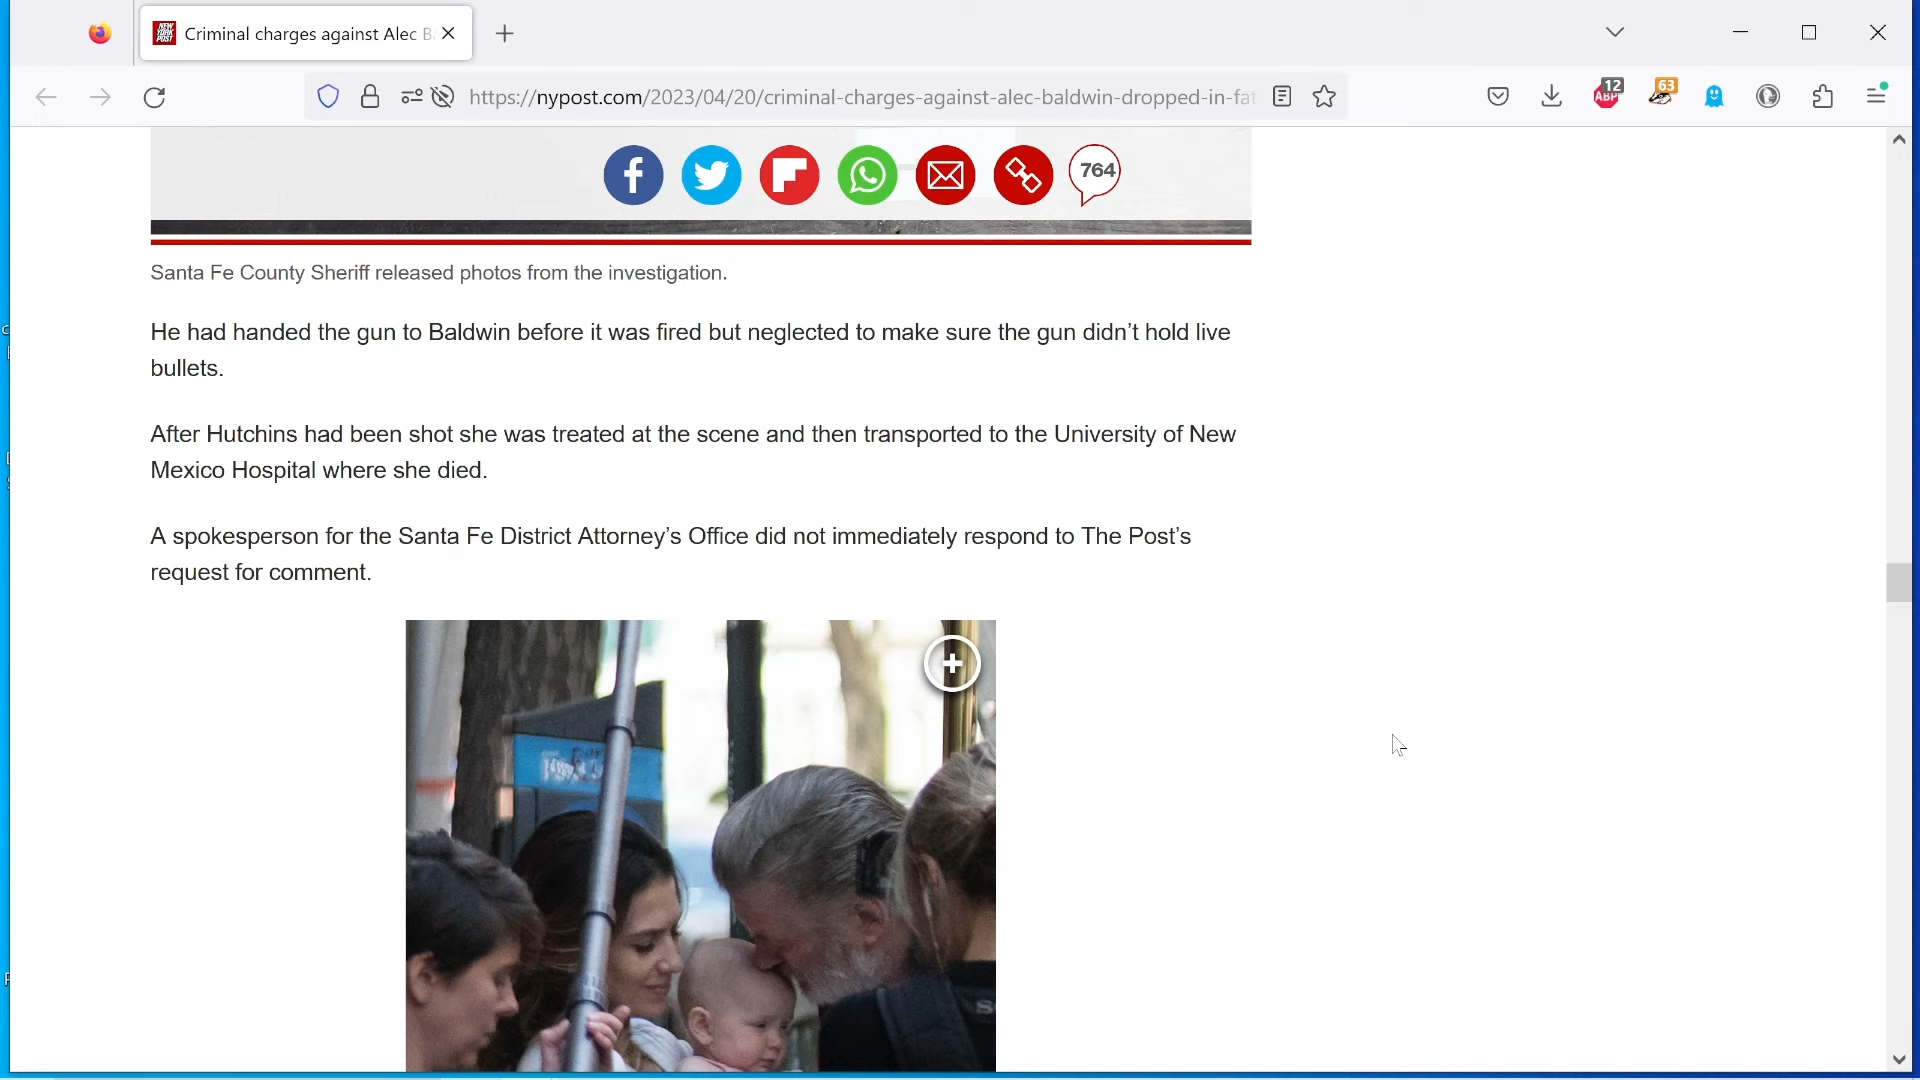 NEW YORK POST
Criminal charges against Alec B
https://nypost.com/2023/04/20/criminal-charges-against-alec-baldwin-dropped-in-fat
ABP
12
63
764
Santa Fe County Sheriff released photos from the investigation.
He had handed the gun to Baldwin before it was fired but neglected to make sure the gun didn’t hold live
bullets.
After Hutchins had been shot she was treated at the scene and then transported to the University of New
Mexico Hospital where she died.
A spokesperson for the Santa Fe District Attorney’s Office did not immediately respond to The Post’s
request for comment.